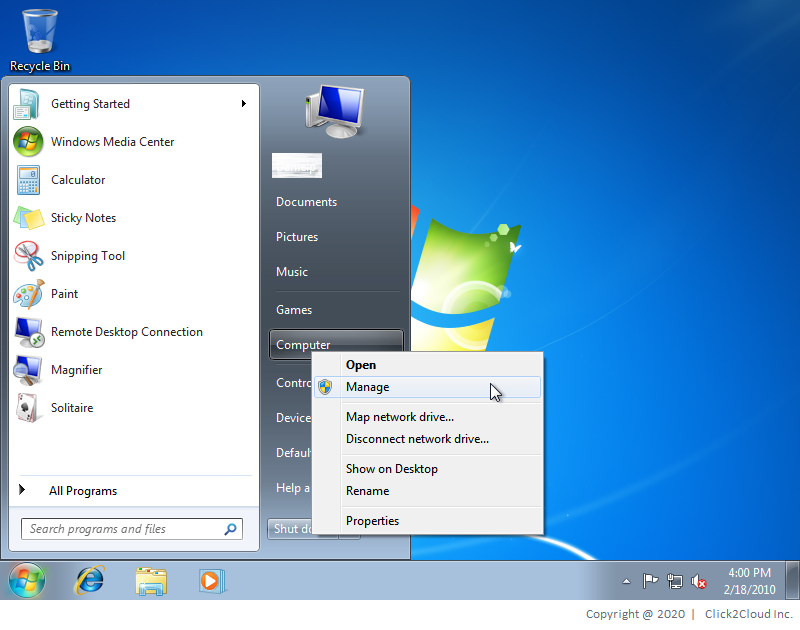 Recycle Bin
Getting Started
Windows Media Center
Calculator
Sticky Notes
Snipping Tool
Paint
Remote Desktop Connection
Magnifier
Solitaire
All Programs
Search programs and files
Documents
Pictures
Music
Games
Computer
Contro
Device
Defaul
Help a
Shut do
Open
Manage
Map network drive...
Disconnect network drive...
Show on Desktop
Rename
Properties
4:00 PM
2/18/2010
Copyright @ 2020 | Click2Cloud Inc.